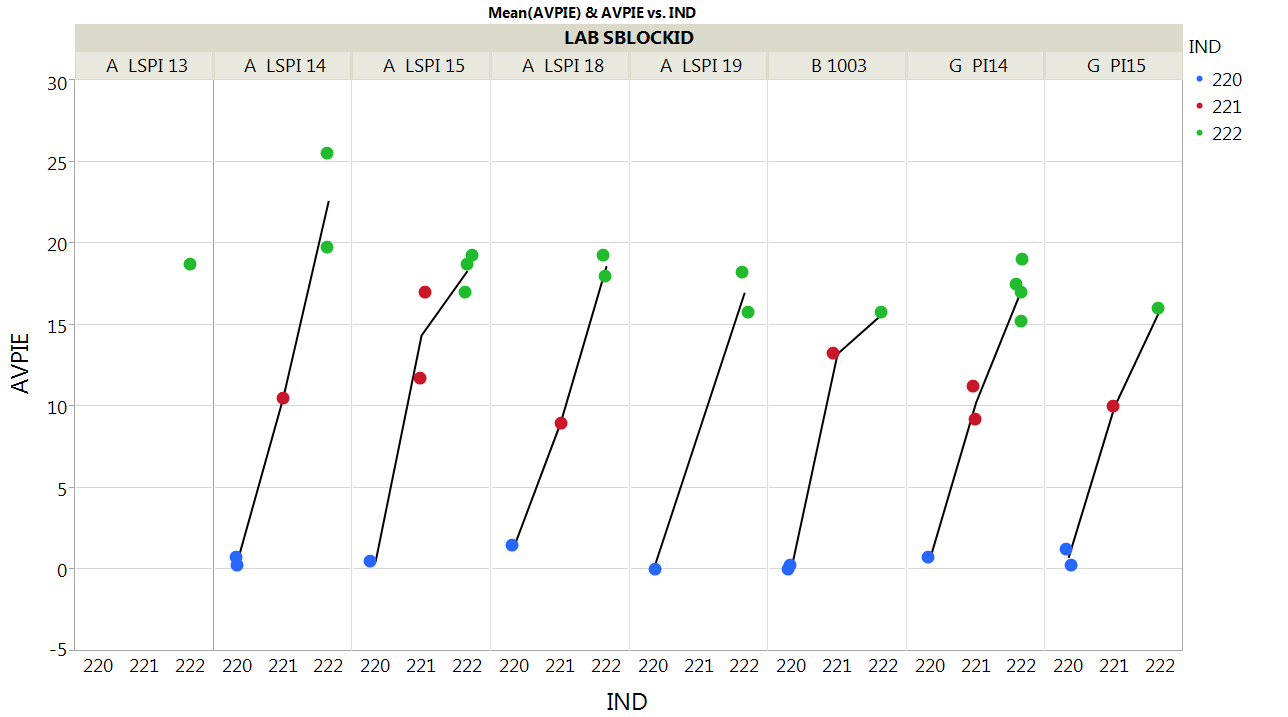 Mean(AVPIE) & AVPIE vs. IND
LAB SBLOCKID
A LSPI 13 A LSPI 14 A LSPI 15 A LSPI 18 A LSPI 19 B 1003 G PI14 G PI15
IND
220
221
222
30
25
20
15
10
5
0
-5
AVPIE
220 221 222 220 221 222 220 221 222 220 221 222 220 221 222 220 221 222 220 221 222 220 221 222
IND